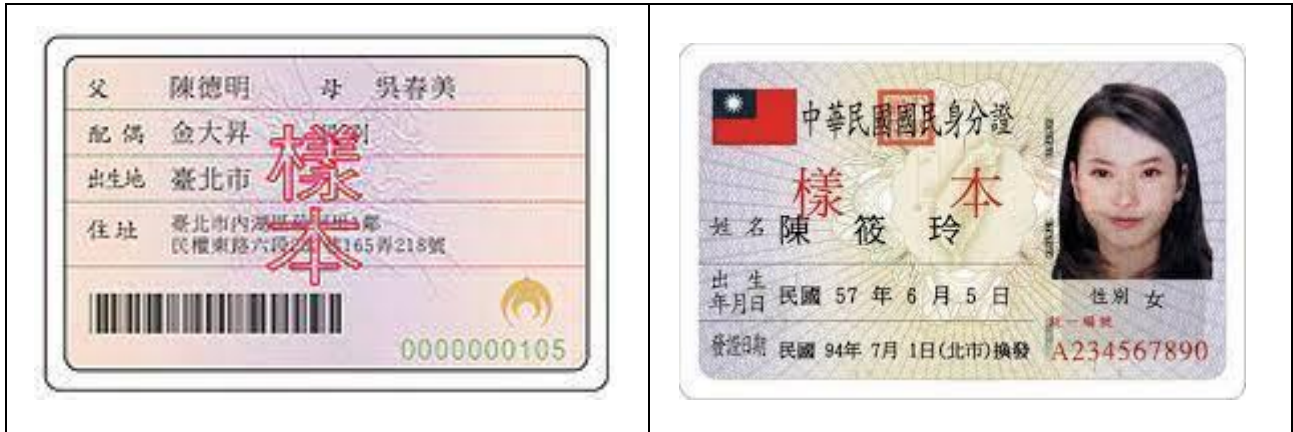 父 陳德明 母 吳春美
配偶 金大昇
出生地 臺北市
住址 臺北市內湖
民權東路六段 165弄218號
樣
本
0000000105
中華民國國民身分證
樣 本
姓名 陳筱玲
出生
年月日 民國 57 年 6 月 5 日
性別 女
統一編號
發證日期 民國 94年 7月 1日(北市)換發
A234567890